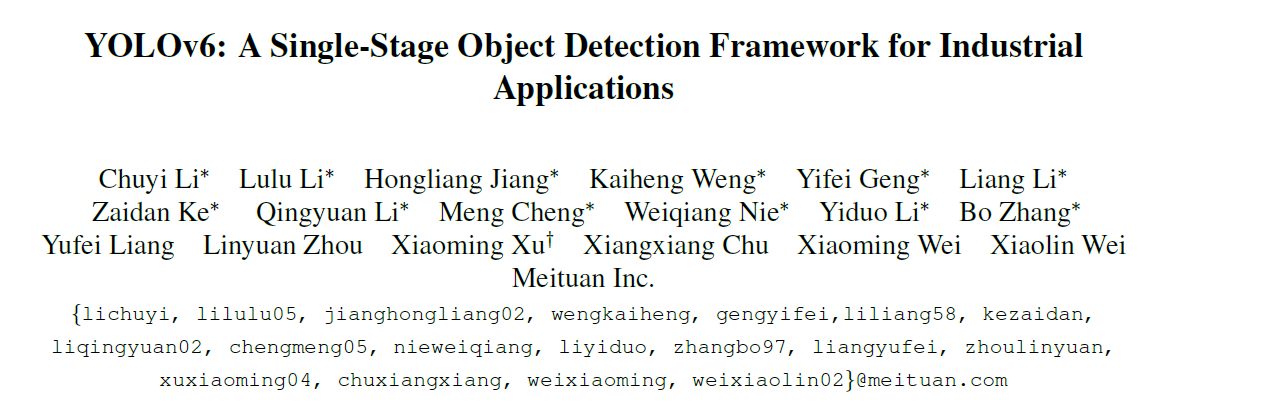 YOLOv6: A Single-Stage Object Detection Framework for Industrial
Applications
Chuyi Li* Lulu Li* Hongliang Jiang* Kaiheng Weng* Yifei Geng* Liang Li*
Zaidan Ke* Qingyuan Li* Meng Cheng* Weiqiang Nie* Yiduo Li* Bo Zhang*
Yufei Liang Linyuan Zhou Xiaoming Xu† Xiangxiang Chu Xiaoming Wei Xiaolin Wei
Meituan Inc.
{lichuyi, lilulu05, jianghongliang02, wengkaiheng, gengyifei,liliang58, kezaidan,
liqingyuan02, chengmeng05, nieweiqiang, liyiduo, zhangbo97, liangyufei, zhoulinyuan,
xuxiaoming04, chuxiangxiang, weixiaoming, weixiaolin02}@meituan.com